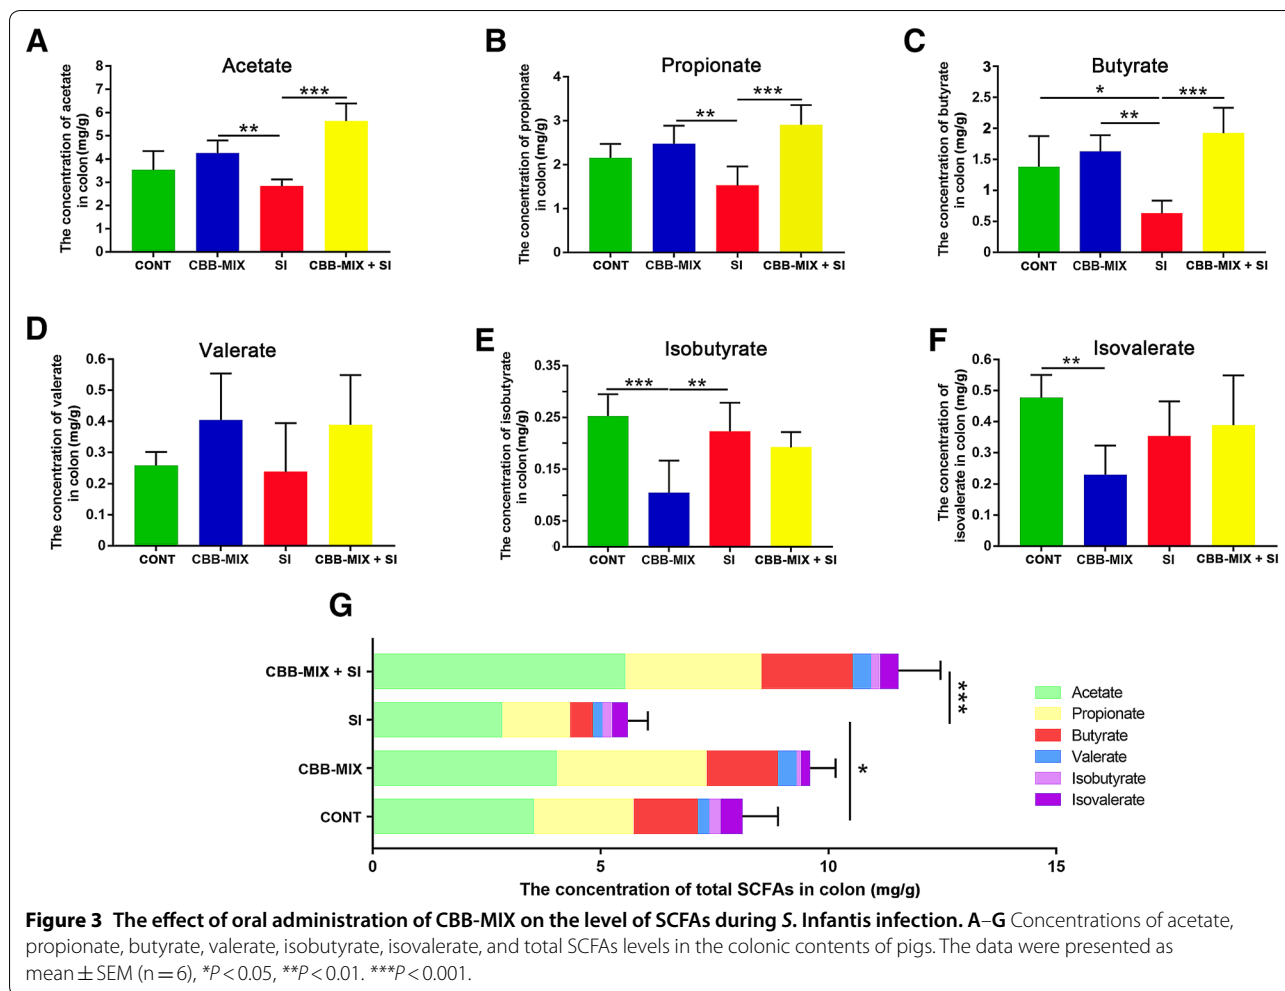 A
Acetate
The concentration of acetate
in colon (mg/g)
8
7
6
5
4
3
2
1
0
**
***
CONT CBB-MIX SI CBB-MIX + SI
B
Propionate
The concentration of propionate
in colon (mg/g)
4
3
2
1
0
**
***
CONT CBB-MIX SI CBB-MIX + SI
C
Butyrate
The concentration of butyrate
in colon (mg/g)
3
2.5
2
1.5
1
0.5
0
*
***
**
CONT CBB-MIX SI CBB-MIX + SI
D
Valerate
The concentration of valerate
in colon (mg/g)
0.6
0.5
0.4
0.3
0.2
0.1
0
CONT CBB-MIX SI CBB-MIX + SI
E
Isobutyrate
The concentration of isobutyrate
in colon (mg/g)
0.35
0.25
0.15
0.05
0
***
**
CONT CBB-MIX SI CBB-MIX + SI
F
Isovalerate
The concentration of
isovalerate in colon (mg/g)
0.6
0.5
0.4
0.3
0.2
0.1
0
**
CONT CBB-MIX SI CBB-MIX + SI
G
CBB-MIX + SI
SI
CBB-MIX
CONT
***
*
Acetate
Propionate
Butyrate
Valerate
Isobutyrate
Isovalerate
0 5 10 15
The concentration of total SCFAs in colon (mg/g)
Figure 3 The effect of oral administration of CBB-MIX on the level of SCFAs during S. Infantis infection. A–G Concentrations of acetate,
propionate, butyrate, valerate, isobutyrate, isovalerate, and total SCFAs levels in the colonic contents of pigs. The data were presented as
mean ± SEM (n = 6), *P < 0.05, **P < 0.01. ***P < 0.001.